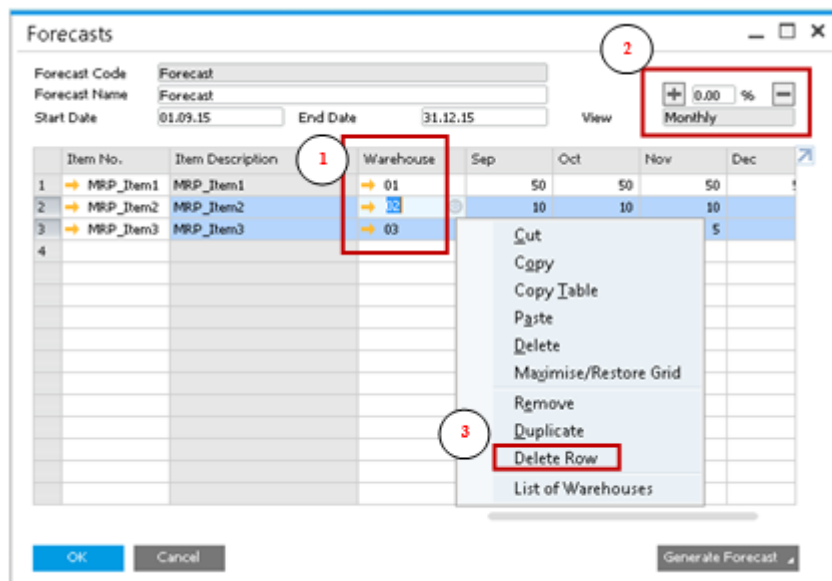 Forecasts
2
Forecast Code Forecast
Forecast Name Forecast
+ 0.00 % −
Start Date 01.09.15 End Date 31.12.15 View Monthly
1
Item No. Item Description Warehouse Sep Oct Nov Dec
1 MRP_Item1 MRP_Item1 01 50 50 50
2 MRP_Item2 MRP_Item2 02 10 10 10
3 MRP_Item3 MRP_Item3 03 5
4
Cut
Copy
Copy Table
Paste
Delete
Maximise/Restore Grid
Remove
3
Duplicate
Delete Row
List of Warehouses
OK Cancel Generate Forecast